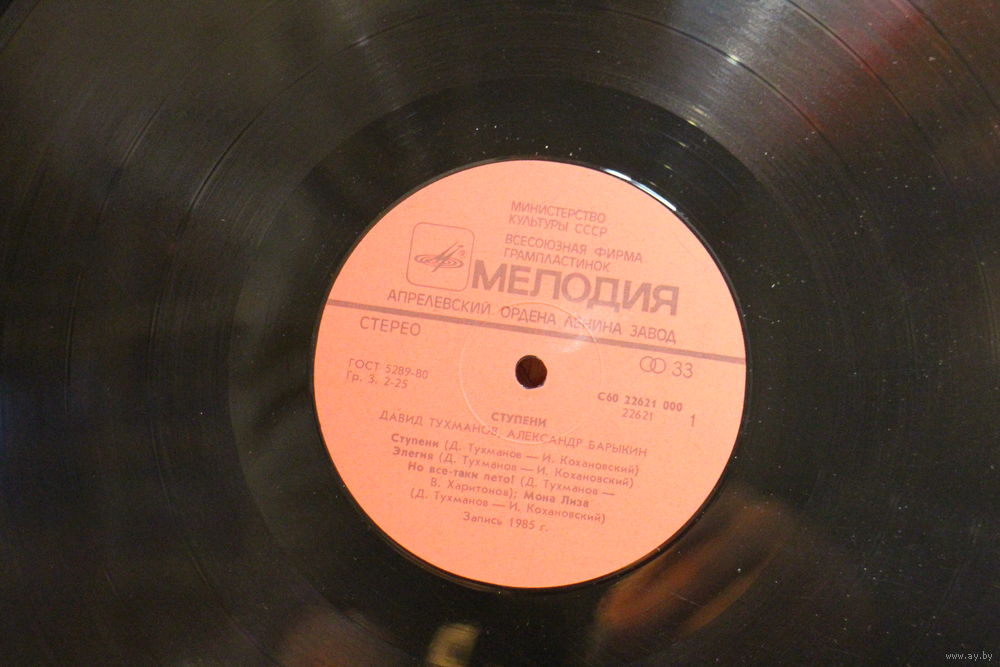 МИНИСТЕРСТВО
КУЛЬТУРЫ СССР
ВСЕСОЮЗНАЯ ФИРМА
ГРАМПЛАСТИНОК
МЕЛОДИЯ
АПРЕЛЕВСКИЙ ОРДЕНА ЛЕНИНА ЗАВОД
СТЕРЕО
33
ГОСТ 5289-80
Гр. 3. 2-25
С60 22621 000
22621
1
СТУПЕНИ
ДАВИД ТУХМАНОВ, АЛЕКСАНДР БАРЫКИН
Ступени (Д. Тухманов — И. Кохановский)
Элегия (Д. Тухманов — И. Кохановский)
Но все-таки лето! (Д. Тухманов —
В. Харитонов); Мона Лиза
(Д. Тухманов — И. Кохановский)
Запись 1985 г.
www.ay.by